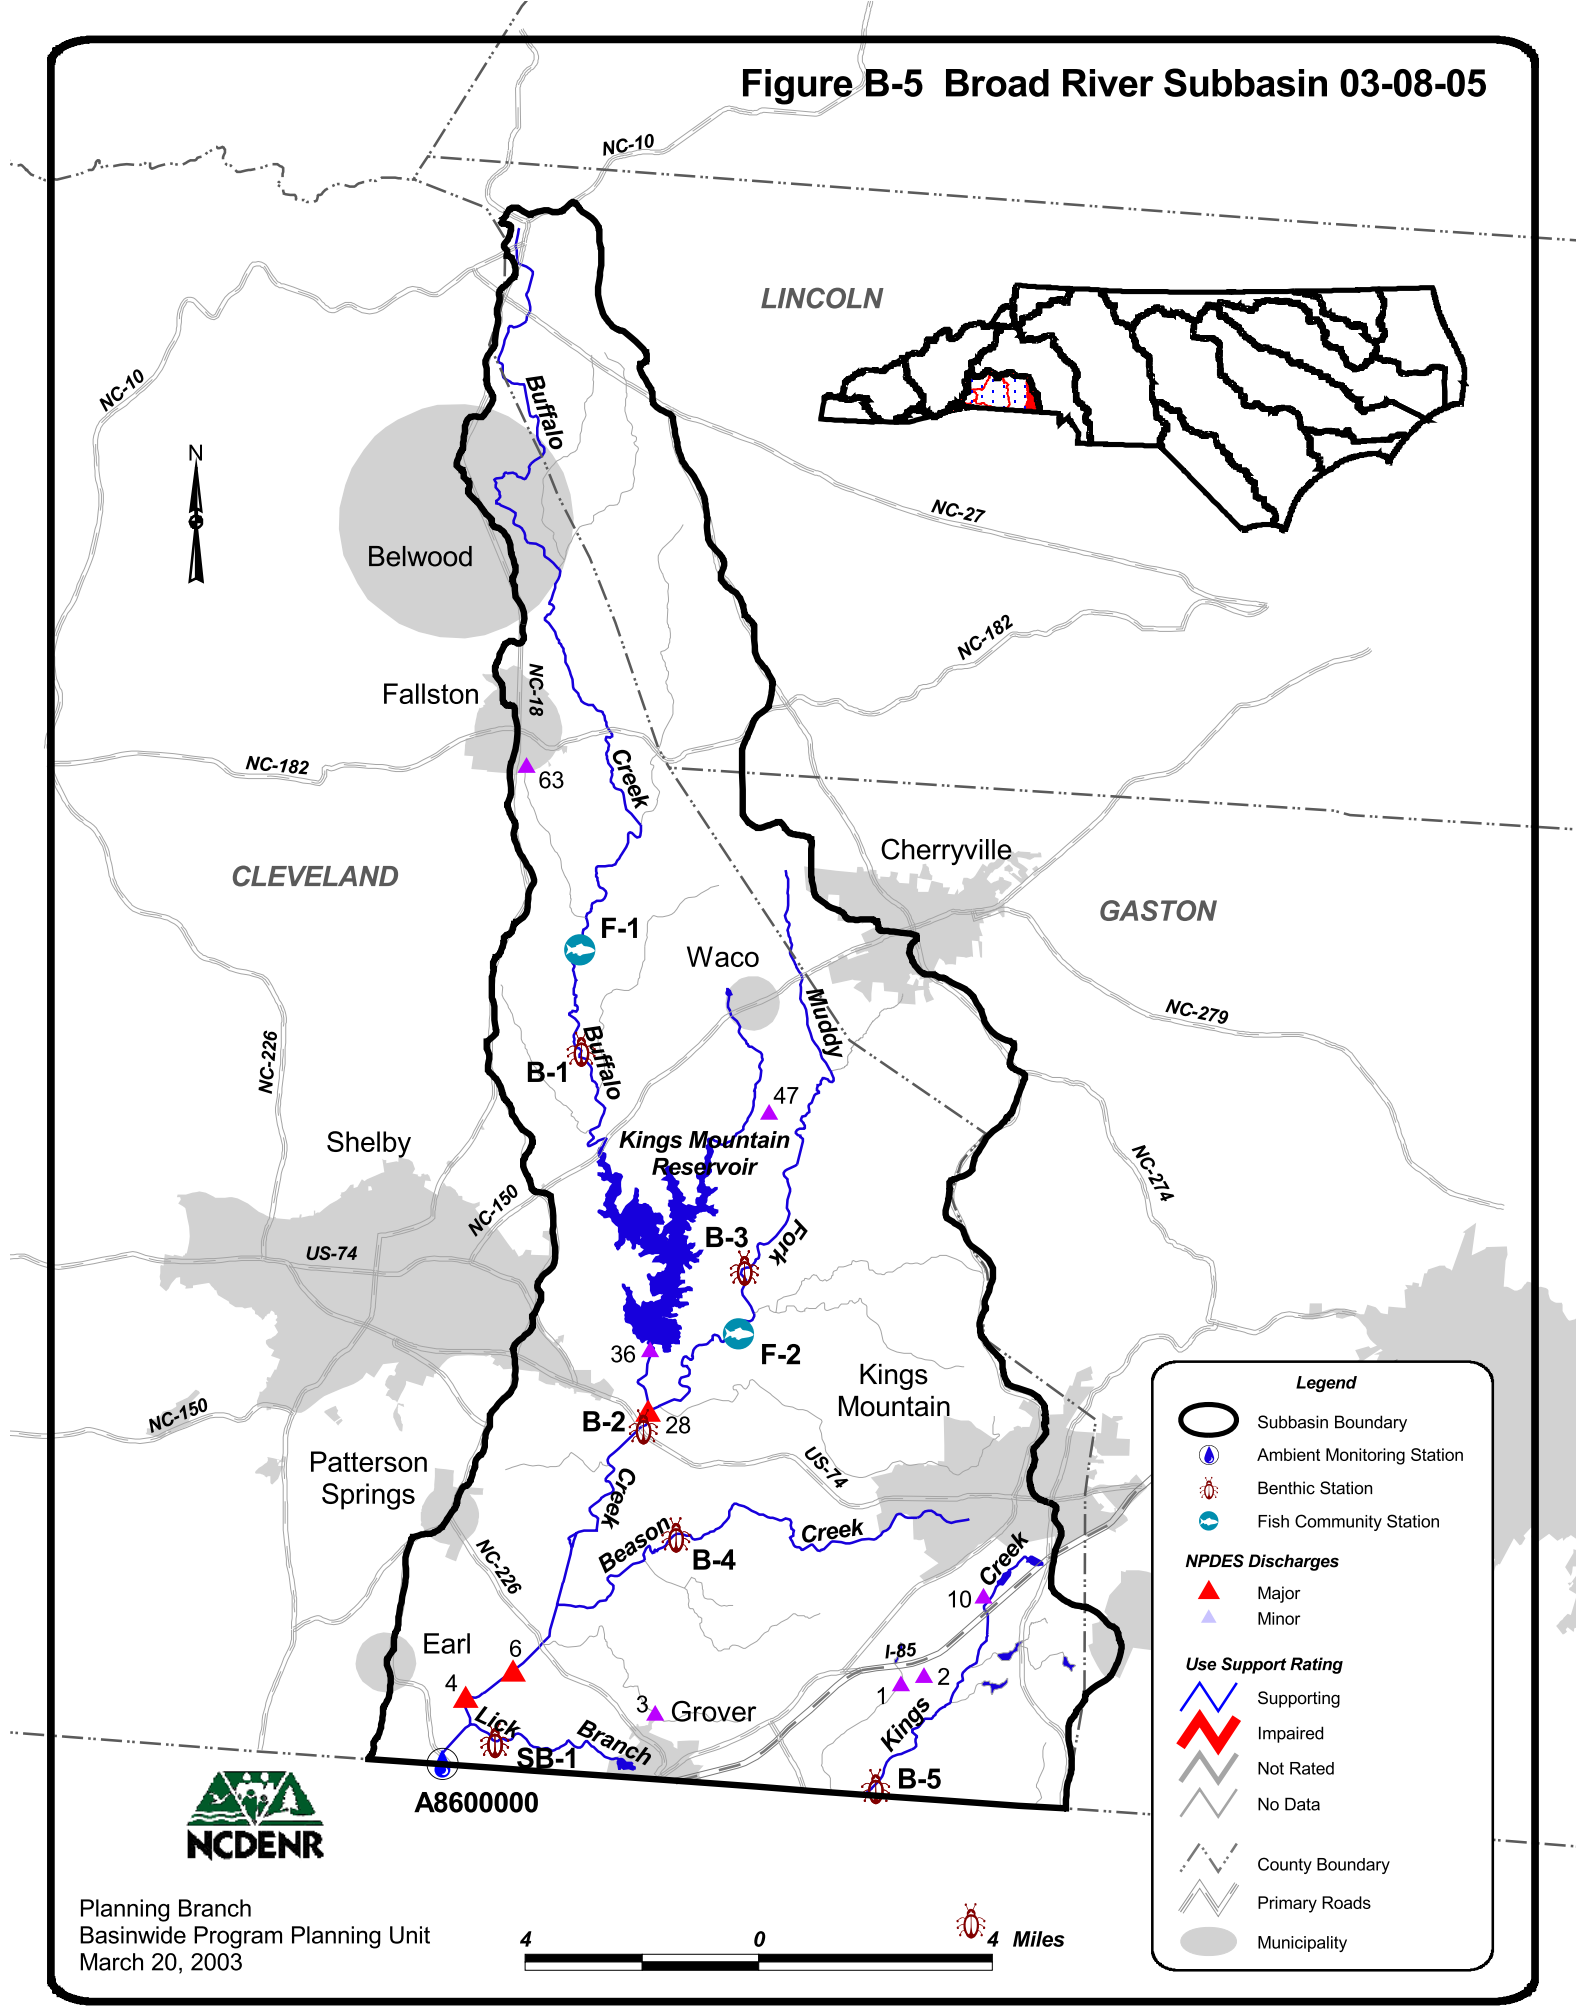 Figure B-5  Broad River Subbasin 03-08-05
NC-10
LINCOLN
NC-10
Buffalo
N
NC-27
Belwood
NC-182
Fallston
NC-18
NC-182
Creek
63
Cherryville
CLEVELAND
GASTON
F-1
Waco
Muddy
NC-279
NC-226
Buffalo
B-1
47
Shelby
Kings Mountain
Reservoir
NC-274
NC-150
B-3
Fork
US-74
36
F-2
Kings
Mountain
NC-150
B-2
28
Patterson
Springs
US-74
Creek
Beason
Creek
B-4
NC-226
Creek
10
Earl
6
I-85
4
3
Grover
1
2
Kings
Lick
Branch
SB-1
B-5
A8600000
NCDENR
Legend
Subbasin Boundary
Ambient Monitoring Station
Benthic Station
Fish Community Station
NPDES Discharges
Major
Minor
Use Support Rating
Supporting
Impaired
Not Rated
No Data
County Boundary
Primary Roads
Municipality
Planning Branch
Basinwide Program Planning Unit
March 20, 2003
4 0 4 Miles